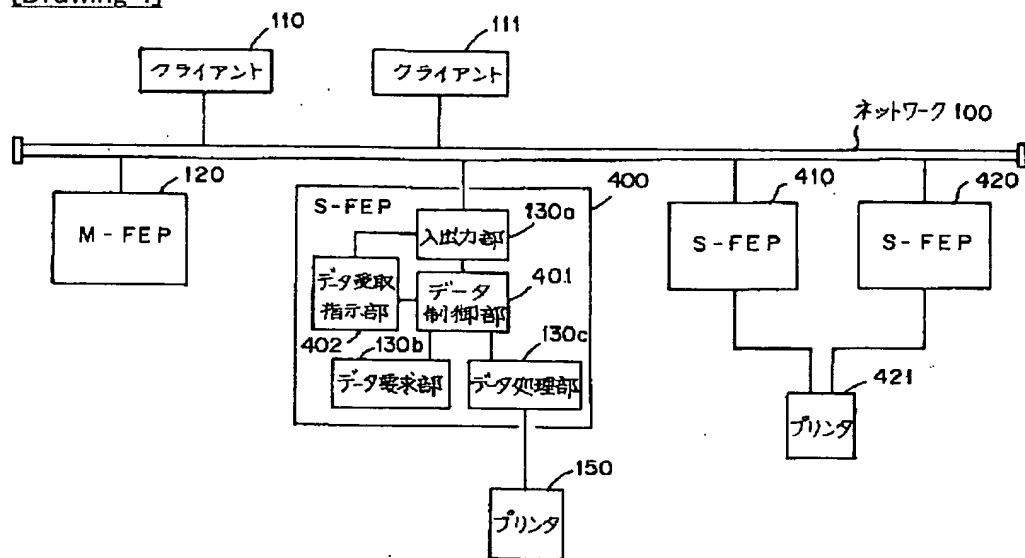 [Drawing 4]
110
111
クライアント
クライアント
ネットワーク 100
120
400
410
420
M-FEP
S-FEP
130a
入出力部
S-FEP
S-FEP
データ受取
指示部
データ
制御部
401
402
130b
130c
データ要求部
データ処理部
421
プリンタ
150
プリンタ